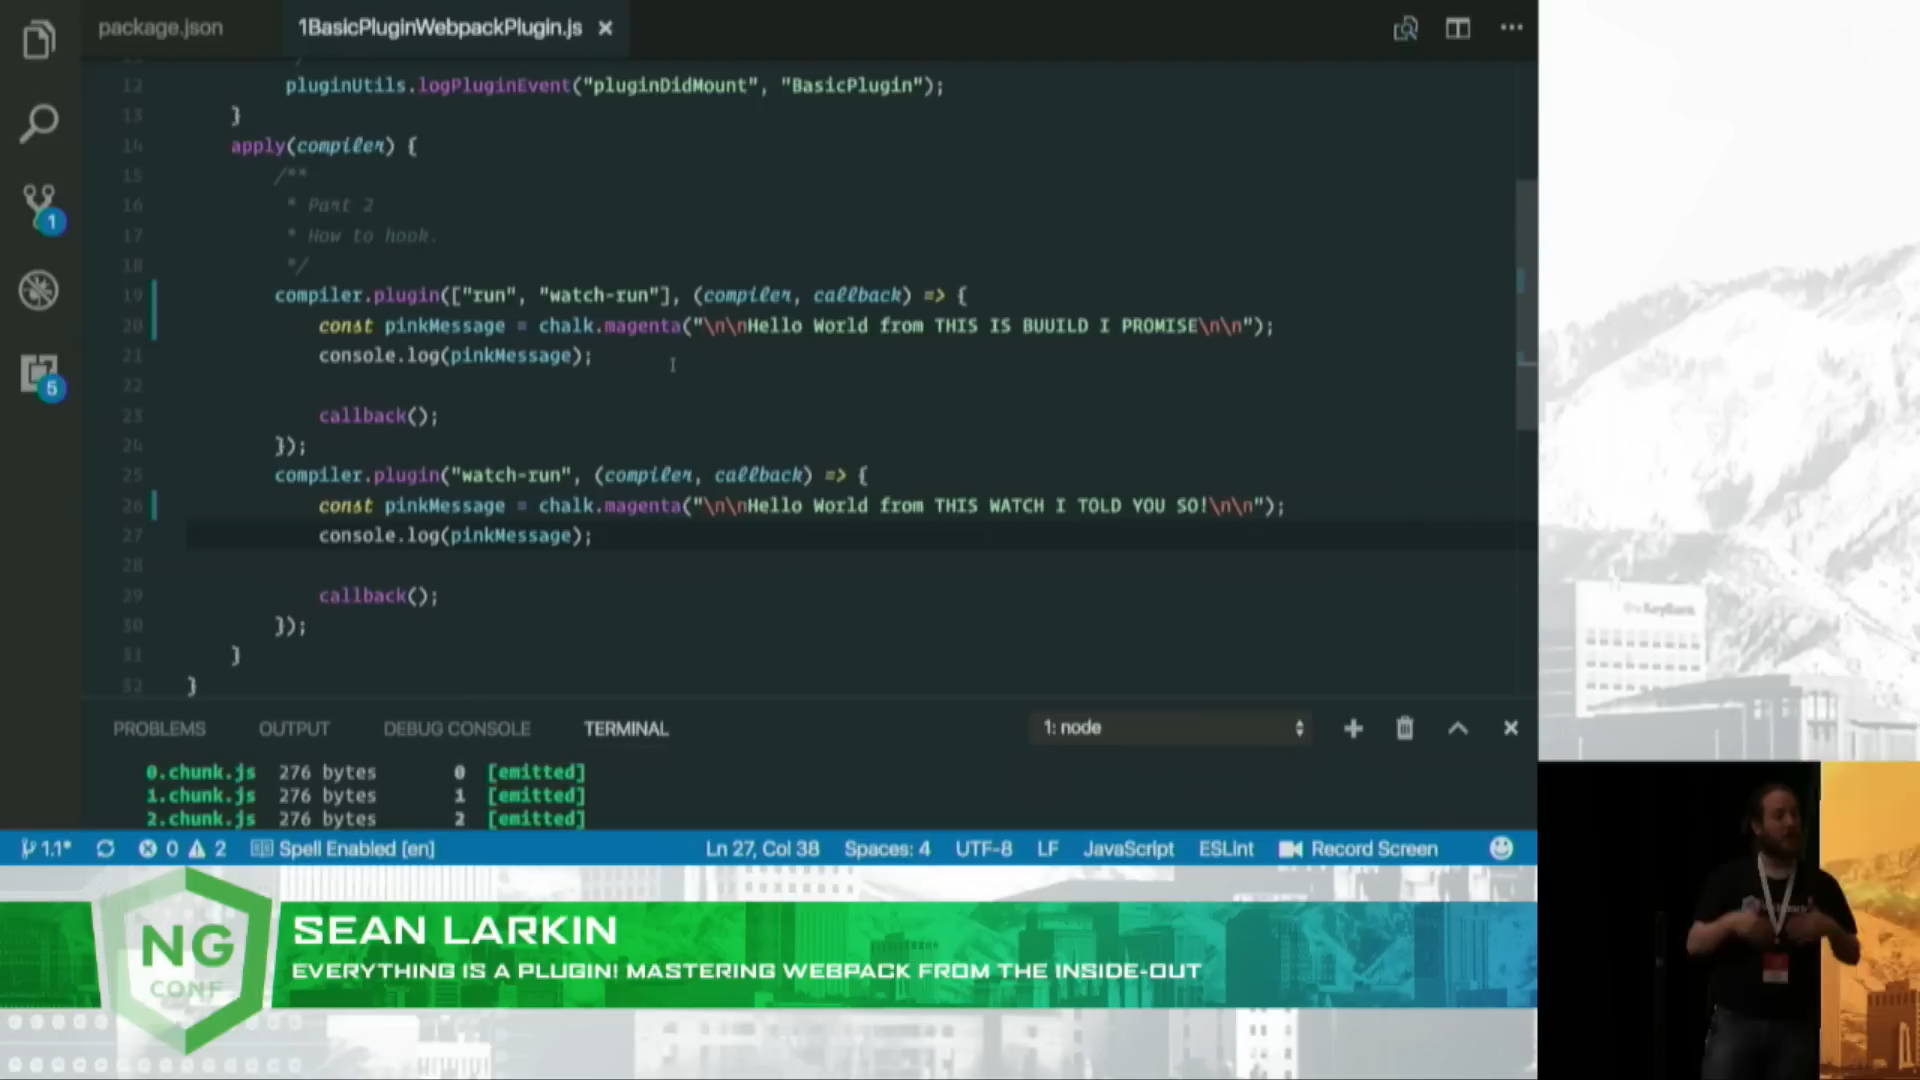 package.json
1BasicPluginWebpackPlugin.js
12 pluginUtils.logPluginEvent("pluginDidMount", "BasicPlugin");
13 }
14 apply(compiler) {
15 /**
16 * Part 2
17 * How to hook.
18 */
19 compiler.plugin(["run", "watch-run"], (compiler, callback) => {
20 const pinkMessage = chalk.magenta("\n\nHello World from THIS IS BUUILD I PROMISE\n\n");
21 console.log(pinkMessage);
22
23 callback();
24 });
25 compiler.plugin("watch-run", (compiler, callback) => {
26 const pinkMessage = chalk.magenta("\n\nHello World from THIS WATCH I TOLD YOU SO!\n\n");
27 console.log(pinkMessage);
28
29 callback();
30 });
31 }
32 }
1
5
PROBLEMS OUTPUT DEBUG CONSOLE TERMINAL 1: node
0.chunk.js 276 bytes 0 [emitted]
1.chunk.js 276 bytes 1 [emitted]
2.chunk.js 276 bytes 2 [emitted]
1.1* 0 2 Spell Enabled [en] Ln 27, Col 38 Spaces: 4 UTF-8 LF JavaScript ESLint Record Screen
NG
CONF
SEAN LARKIN
EVERYTHING IS A PLUGIN! MASTERING WEBPACK FROM THE INSIDE-OUT
KeyBank